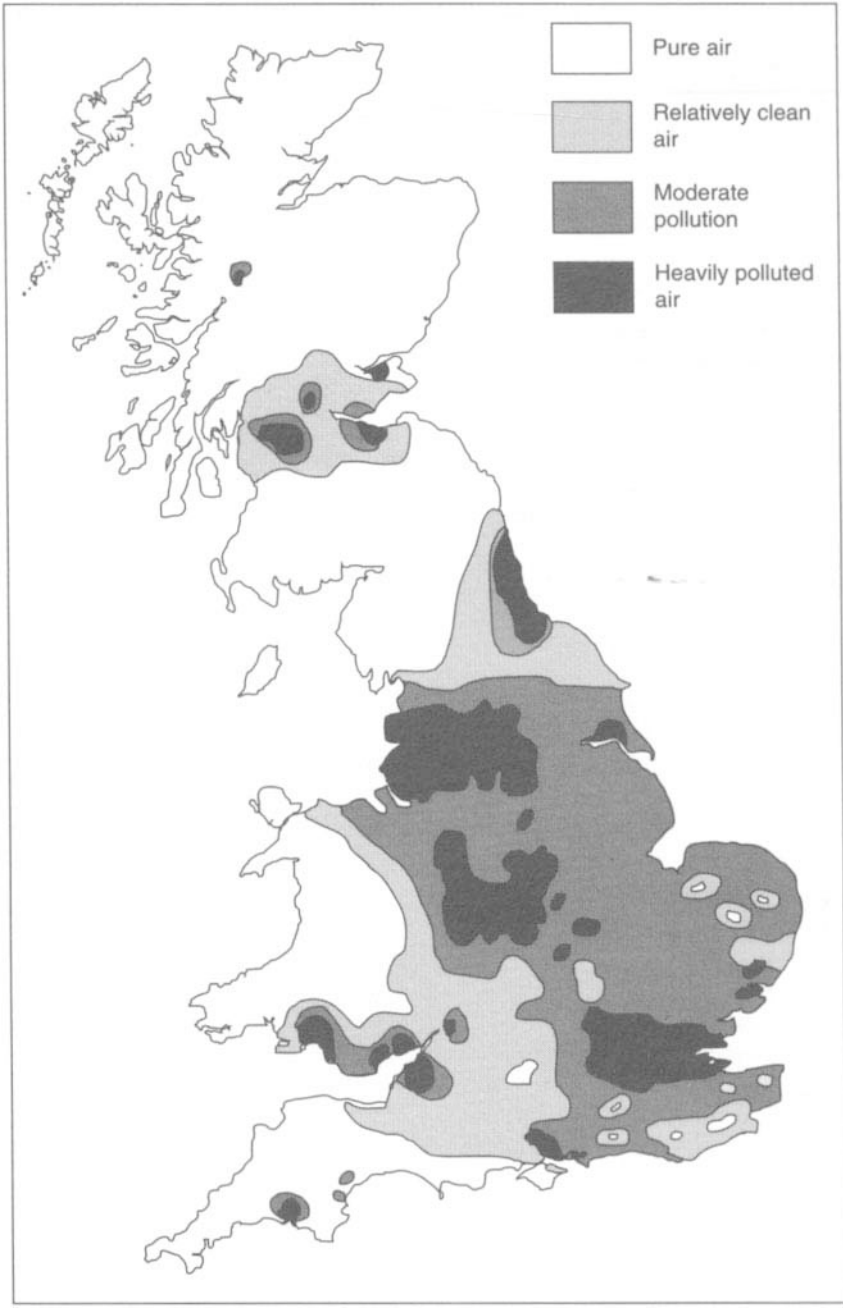 Pure air
Relatively clean
air
Moderate
pollution
Heavily polluted
air